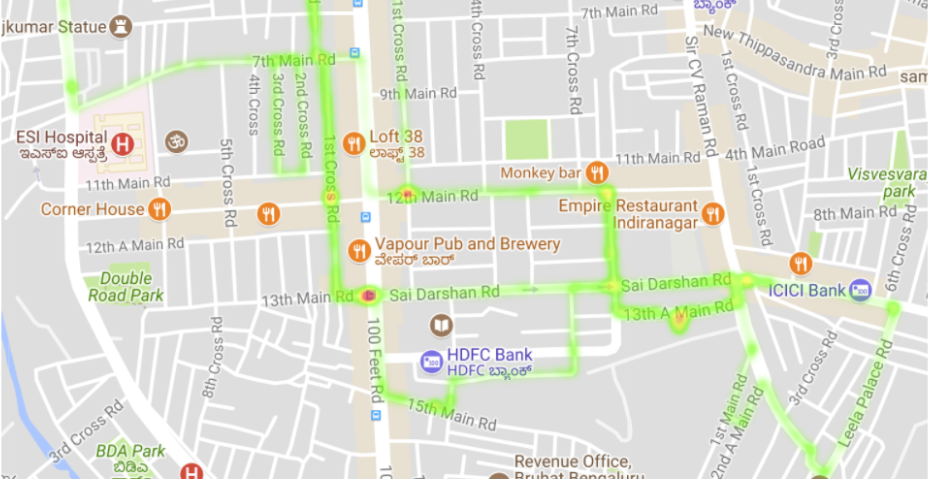 7th Main Rd
ಬ್ಯಾಂಕ್
jkumar Statue
1st Cross Rd
4th Cross Rd
7th Cross Rd
Sir CV Raman Rd
1st Cross Rd
3rd Cross
New Thippasandra Main Rd
sam
7th Main Rd
4th Cross
3rd Cross Rd
2nd Cross Rd
9th Main Rd
ESI Hospital
ಇಎಸ್ಐ ಆಸ್ಪತ್ರೆ
H
Loft 38
ಲಾಫ್ಟ್ 38
5th Cross Rd
1st Cross Rd
11th Main Rd
4th Main Road
Monkey bar
11th Main Rd
12th Main Rd
Visvesvara
park
Corner House
Empire Restaurant
Indiranagar
8th Main Rd
6th Cross Rd
12th A Main Rd
Vapour Pub and Brewery
ವೇಪರ್ ಬಾರ್
Double
Road Park
13th Main Rd
Sai Darshan Rd
Sai Darshan Rd
ICICI Bank
13th A Main Rd
100 Feet Rd
8th Cross Rd
HDFC Bank
HDFC ಬ್ಯಾಂಕ್
3rd Cross Rd
Leela Palace Rd
15th Main Rd
1st Main Rd
2nd A Main Rd
3rd Cross Rd
BDA Park
ಬಿಡಿಎ
H
10
Revenue Office,
Bruhat Bengaluru